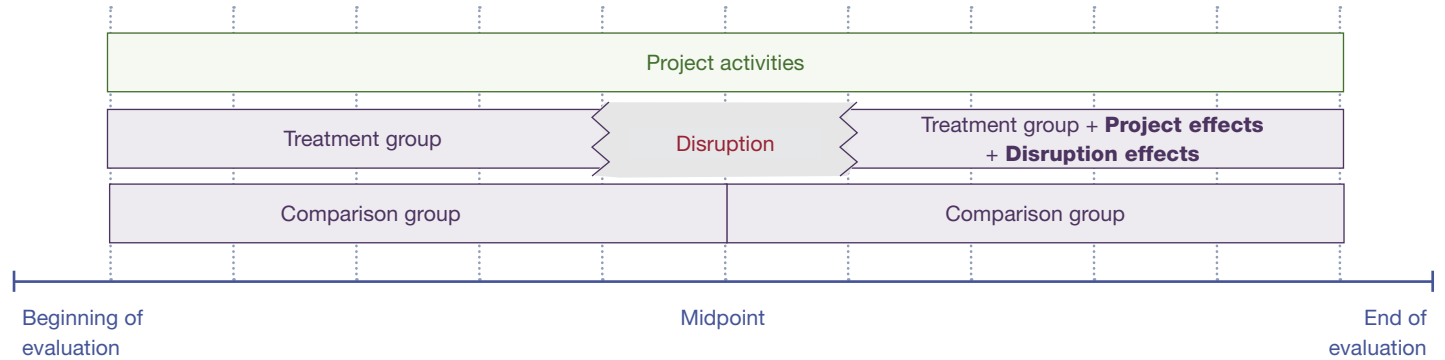 Project activities
Treatment group
Disruption
Treatment group + Project effects
+ Disruption effects
Comparison group
Comparison group
Beginning of
evaluation
Midpoint
End of
evaluation